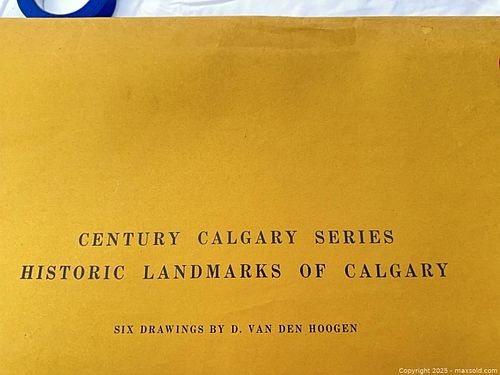 CENTURY CALGARY SERIES
HISTORIC LANDMARKS OF CALGARY
SIX DRAWINGS BY D. VAN DEN HOOGEN
Copyright 2025 - maxsold.com